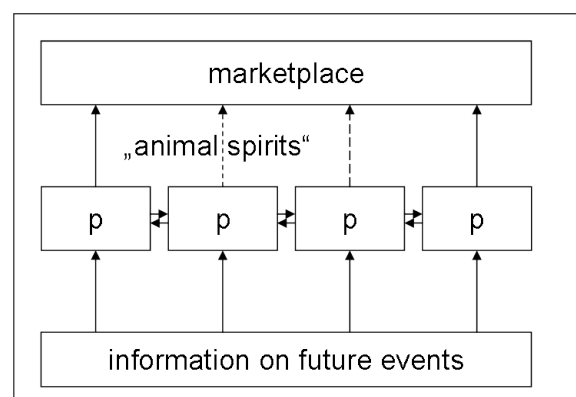 marketplace
„animal spirits“
p p p p
information on future events